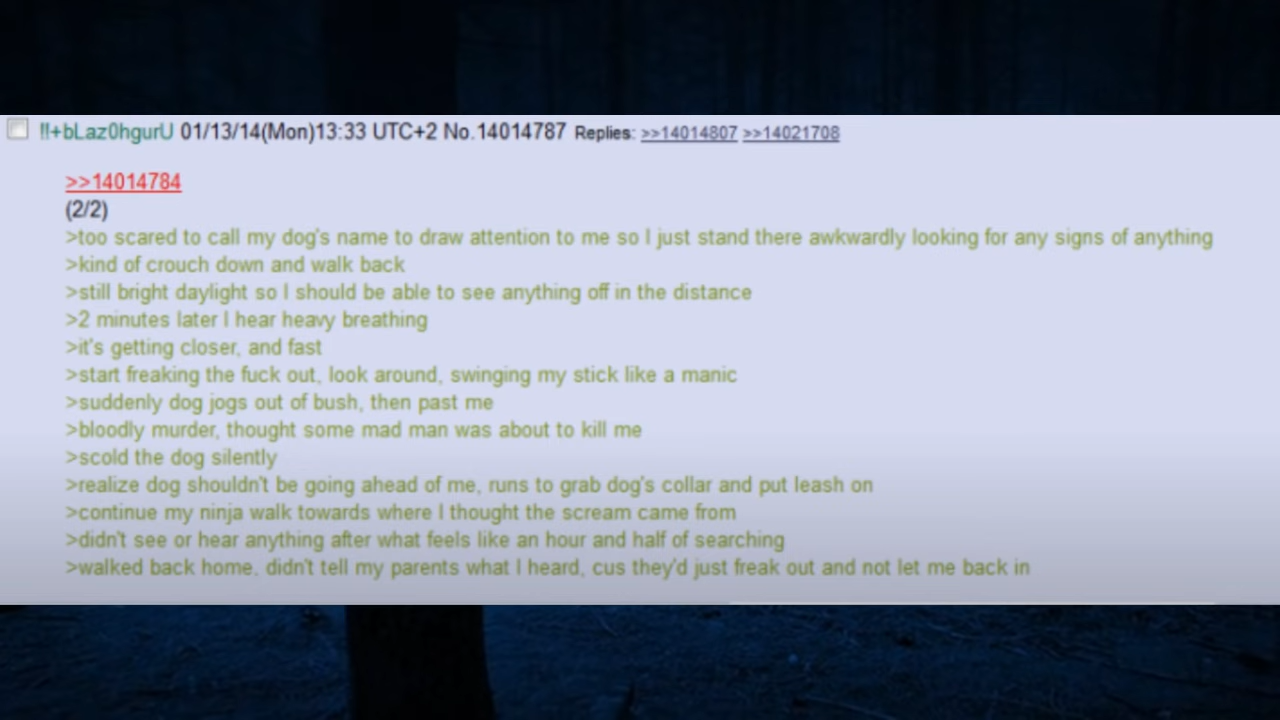 !!+bLaz0hgurU 01/13/14(Mon)13:33 UTC+2 No.14014787 Replies: >>14014807 >>14021708
>>14014784
(2/2)
>too scared to call my dog's name to draw attention to me so I just stand there awkwardly looking for any signs of anything
>kind of crouch down and walk back
>still bright daylight so I should be able to see anything off in the distance
>2 minutes later I hear heavy breathing
>it's getting closer, and fast
>start freaking the fuck out, look around, swinging my stick like a manic
>suddenly dog jogs out of bush, then past me
>bloodly murder, thought some mad man was about to kill me
>scold the dog silently
>realize dog shouldn't be going ahead of me, runs to grab dog's collar and put leash on
>continue my ninja walk towards where I thought the scream came from
>didn't see or hear anything after what feels like an hour and half of searching
>walked back home, didn't tell my parents what I heard, cus they'd just freak out and not let me back in